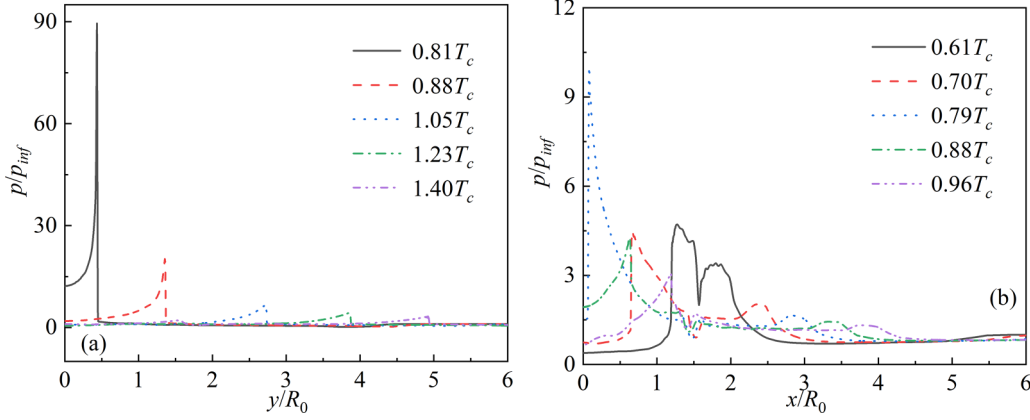 90
60
30
0
p/p_inf
0.81T_c
0.88T_c
1.05T_c
1.23T_c
1.40T_c
(a)
0 1 2 3 4 5 6
y/R_0
12
9
6
3
0
p/p_inf
0.61T_c
0.70T_c
0.79T_c
0.88T_c
0.96T_c
(b)
0 1 2 3 4 5 6
x/R_0